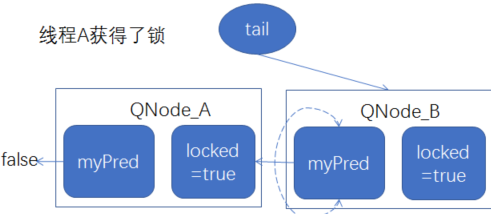 线程A获得了锁
tail
QNode_A
QNode_B
false
myPred
locked
=true
myPred
locked
=true